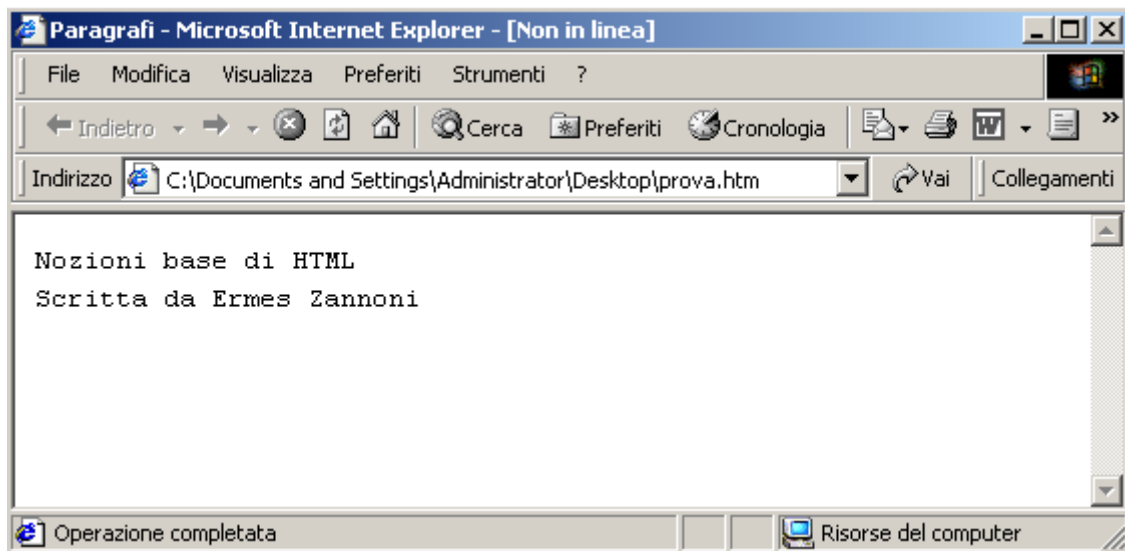 Paragrafi - Microsoft Internet Explorer - [Non in linea]
File Modifica Visualizza Preferiti Strumenti ?
Indietro Cerca Preferiti Cronologia W »
Indirizzo C:\Documents and Settings\Administrator\Desktop\prova.htm Vai Collegamenti
Nozioni base di HTML
Scritta da Ermes Zannoni
Operazione completata Risorse del computer